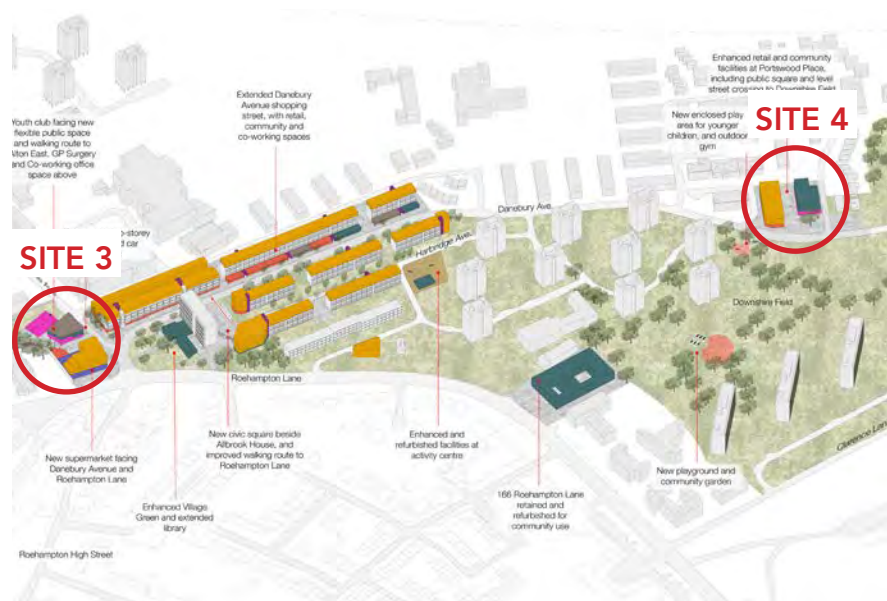 Youth club facing new
flexible public space
and walking route to
Alton East, GP Surgery
and Co-working office
space above
Extended Danebury
Avenue shopping
street, with retail,
community and
co-working spaces
Enhanced retail and community
facilities at Portswood Place,
including public square and level
street crossing to Downshire Field
New enclosed play
area for younger
children, and outdoor
gym
SITE 4
-storey
car
SITE 3
Danebury Ave.
Harbridge Ave.
Downshire Field
Roehampton Lane
Clarence Lane
New supermarket facing
Danebury Avenue and
Roehampton Lane
New civic square beside
Allbrook House, and
improved walking route to
Roehampton Lane
Enhanced and
refurbished facilities at
activity centre
New playground and
community garden
Enhanced Village
Green and extended
library
166 Roehampton Lane
retained and
refurbished for
community use
Roehampton High Street